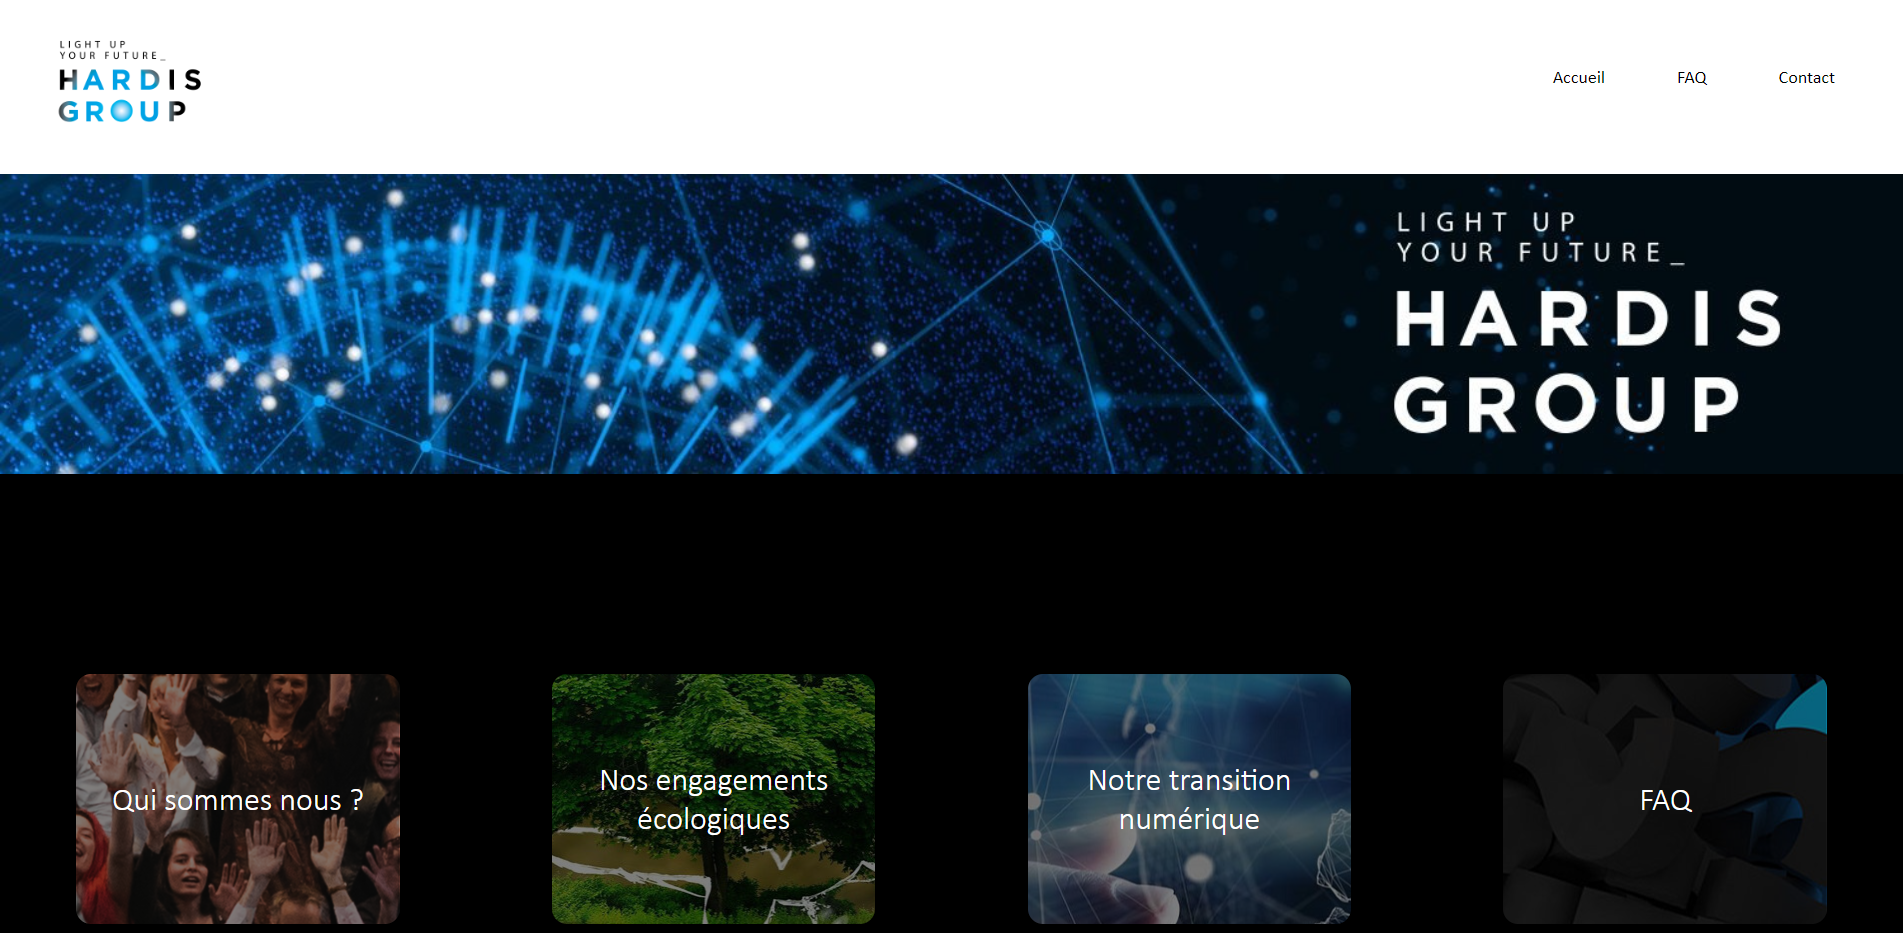 LIGHT UP
YOUR FUTURE_
HARDIS
GROUP
Accueil
FAQ
Contact
LIGHT UP
YOUR FUTURE_
HARDIS
GROUP
Qui sommes nous ?
Nos engagements
écologiques
Notre transition
numérique
FAQ